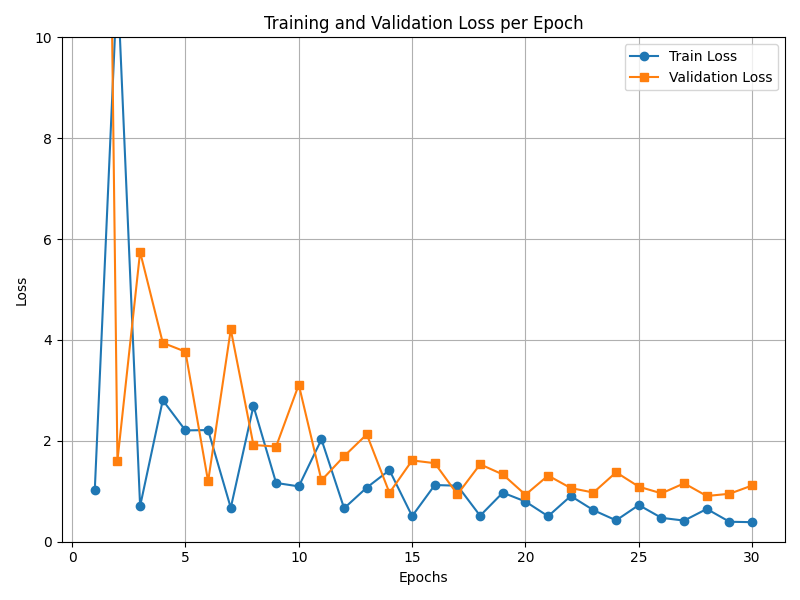 Training and Validation Loss per Epoch
Train Loss
Validation Loss
Loss
10
8
6
4
2
0
0 5 10 15 20 25 30
Epochs